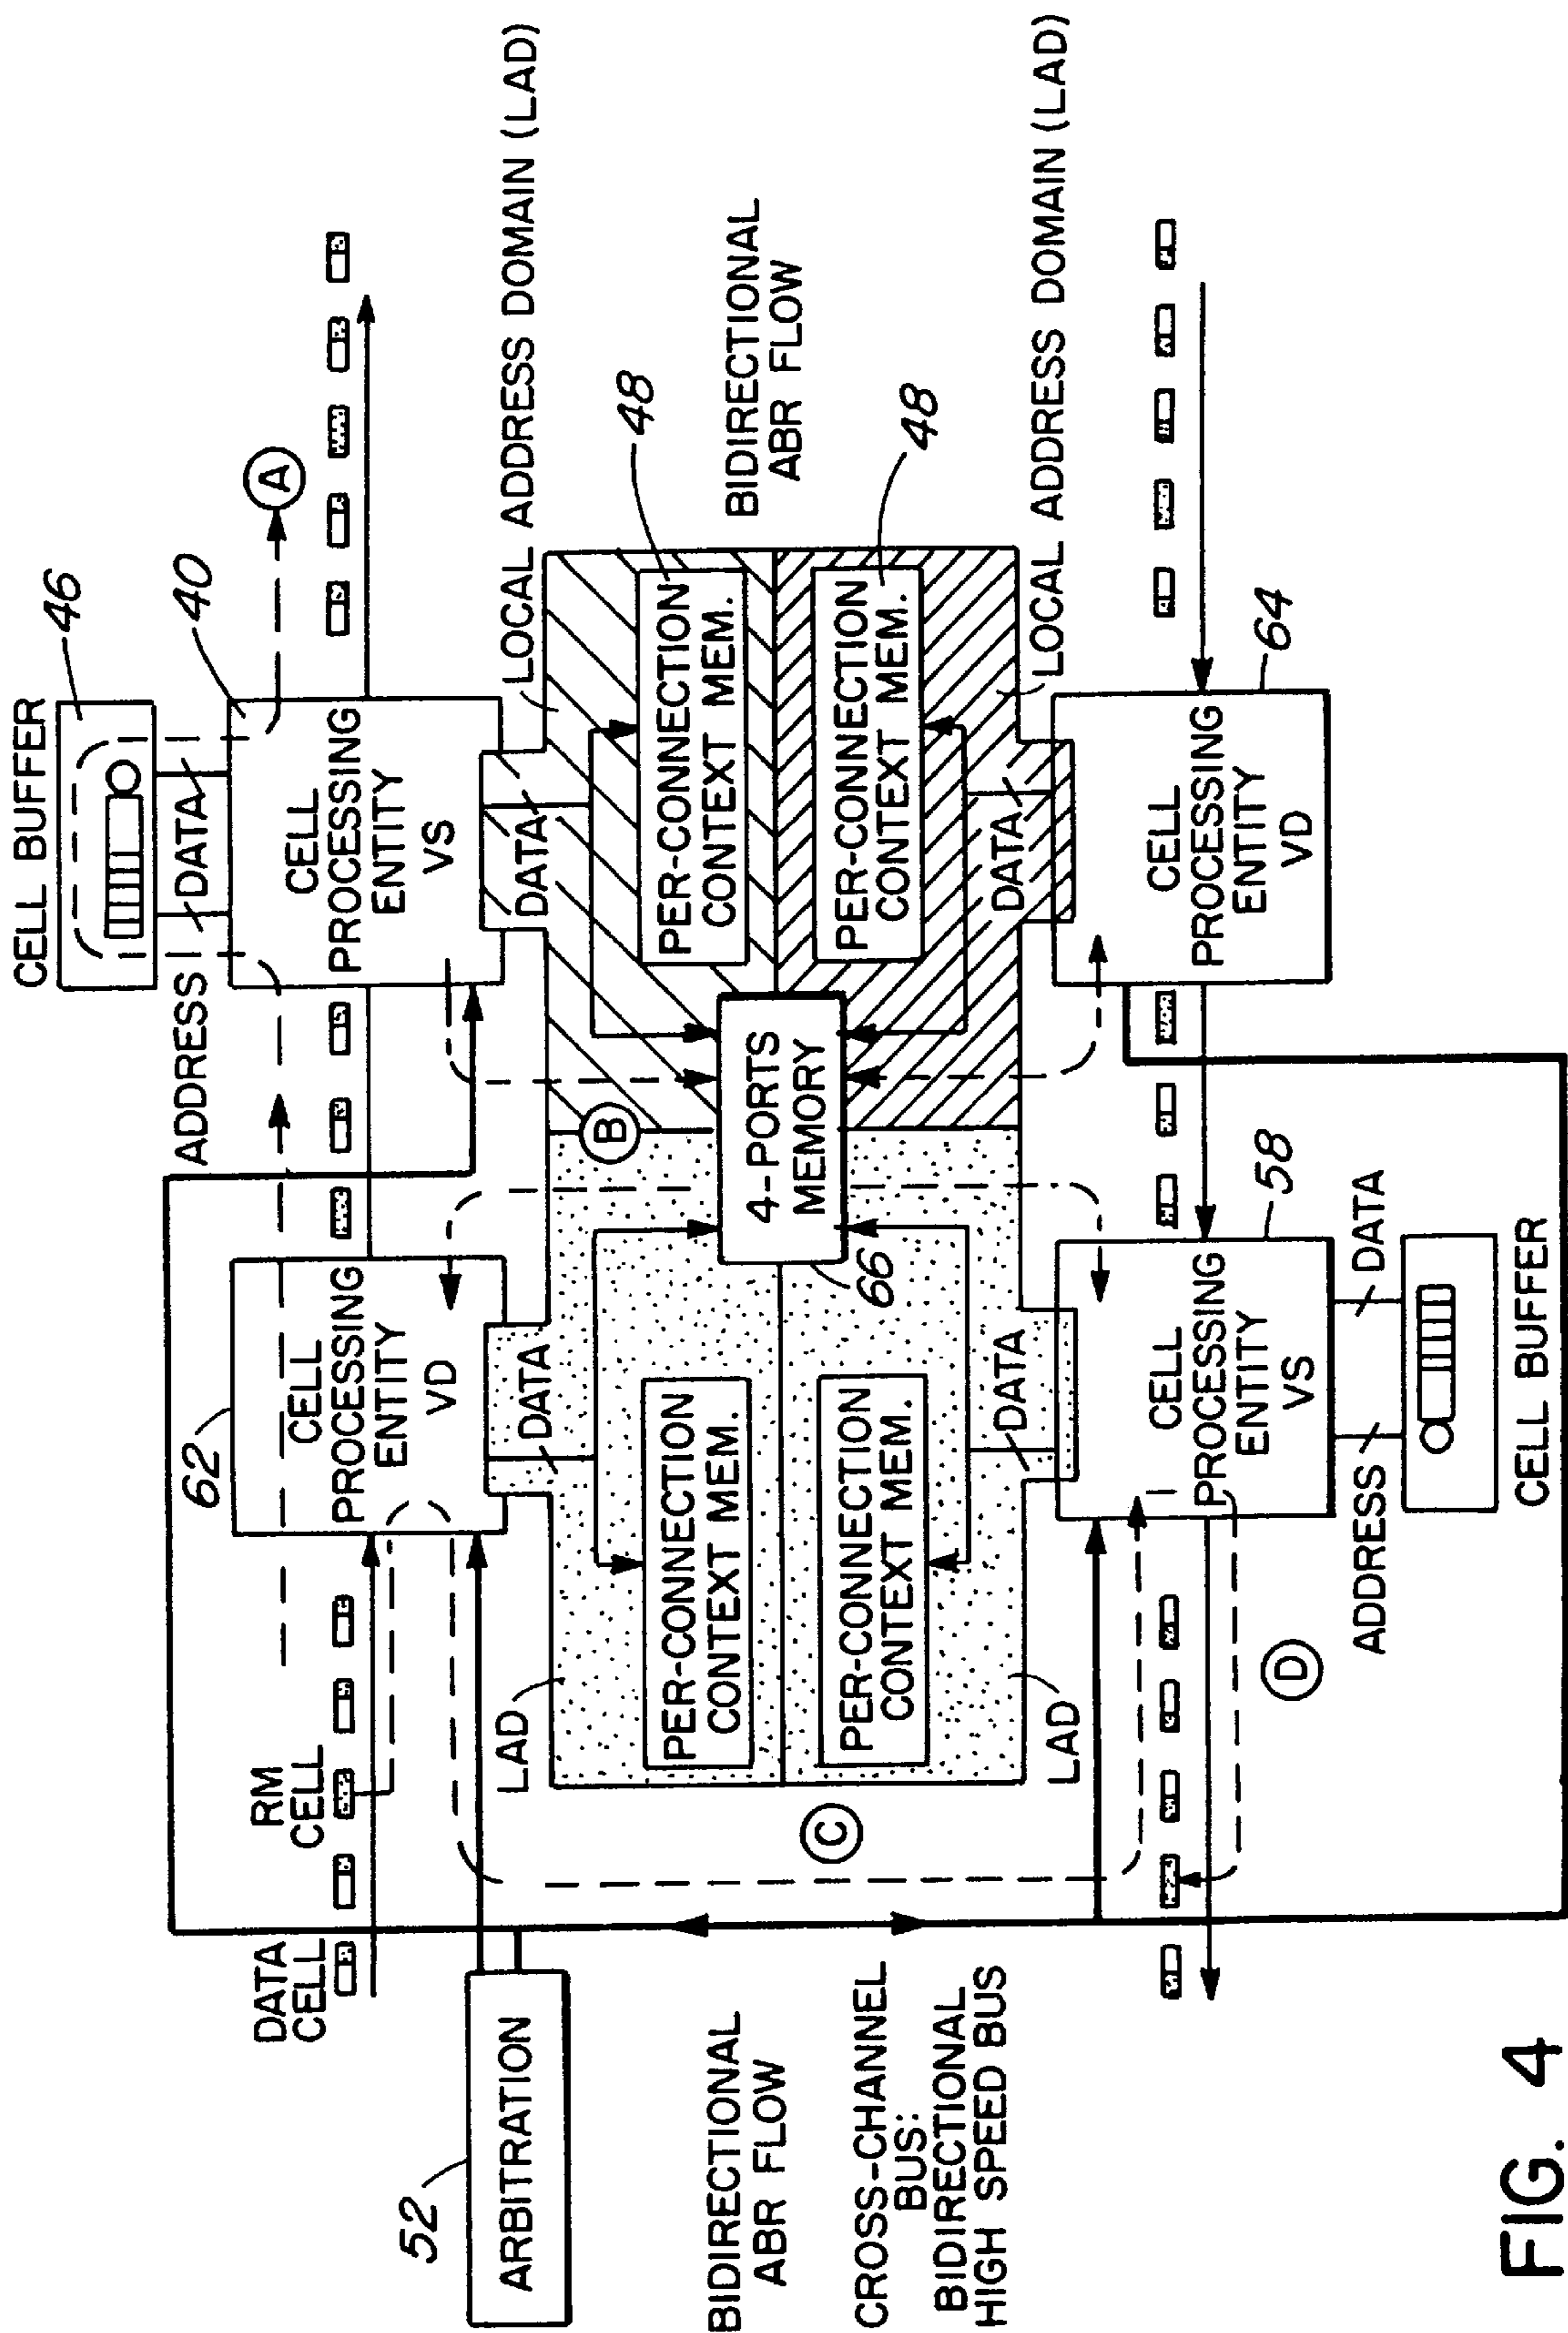 CELL BUFFER
46
ADDRESS
DATA
40
A
62
CELL
PROCESSING
ENTITY
VD
CELL
PROCESSING
ENTITY
VS
DATA
CELL
RM
CELL
52
ARBITRATION
LAD
DATA
DATA
LOCAL ADDRESS DOMAIN (LAD)
B
PER-CONNECTION
CONTEXT MEM.
PER-CONNECTION
CONTEXT MEM.
48
BIDIRECTIONAL
ABR FLOW
4-PORTS
MEMORY
66
BIDIRECTIONAL
ABR FLOW
C
PER-CONNECTION
CONTEXT MEM.
PER-CONNECTION
CONTEXT MEM.
48
CROSS-CHANNEL
BUS:
BIDIRECTIONAL
HIGH SPEED BUS
LAD
DATA
DATA
LOCAL ADDRESS DOMAIN (LAD)
CELL
PROCESSING
ENTITY
VS
58
CELL
PROCESSING
ENTITY
VD
64
D
ADDRESS
DATA
CELL BUFFER
FIG. 4